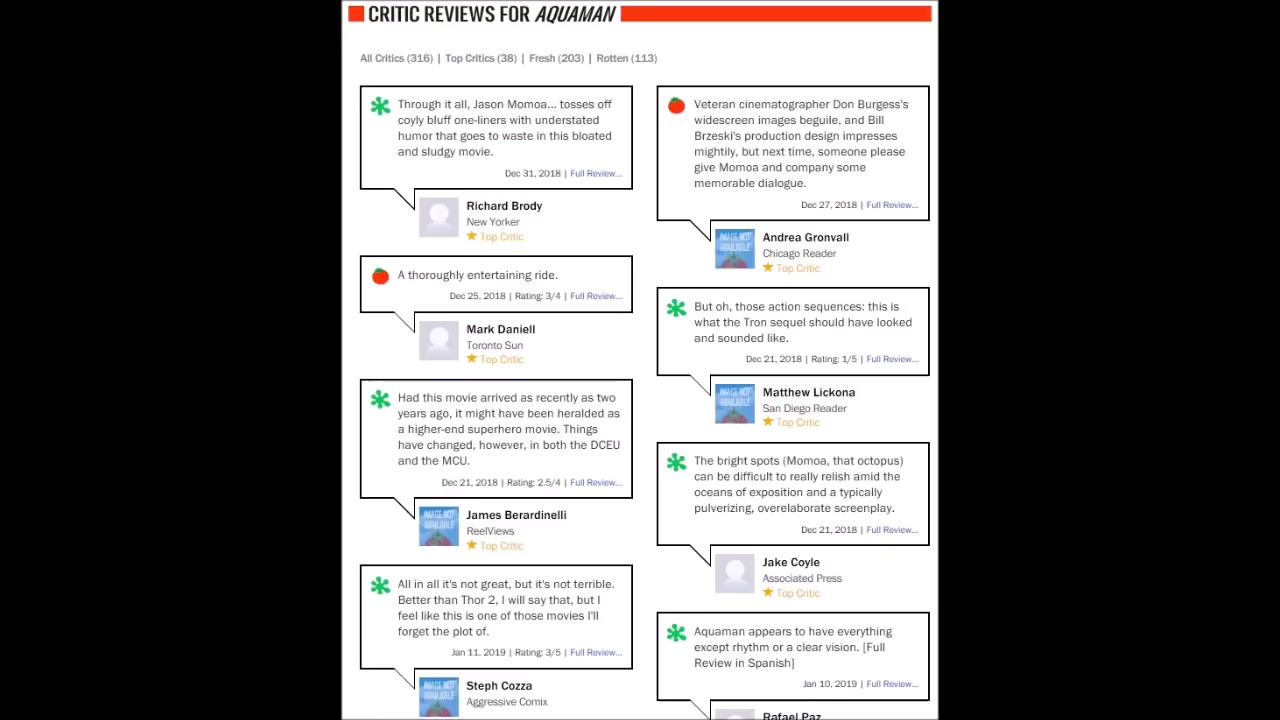 CRITIC REVIEWS FOR AQUAMAN
All Critics (316) | Top Critics (38) | Fresh (203) | Rotten (113)
Through it all, Jason Momoa... tosses off
coyly bluff one-liners with understated
humor that goes to waste in this bloated
and sludgy movie.
Dec 31, 2018 | Full Review...
Richard Brody
New Yorker
Top Critic
A thoroughly entertaining ride.
Dec 25, 2018 | Rating: 3/4 | Full Review...
Mark Daniell
Toronto Sun
Top Critic
Had this movie arrived as recently as two
years ago, it might have been heralded as
a higher-end superhero movie. Things
have changed, however, in both the DCEU
and the MCU.
Dec 21, 2018 | Rating: 2.5/4 | Full Review...
IMAGE NOT
AVAILABLE
James Berardinelli
ReelViews
Top Critic
All in all it's not great, but it's not terrible.
Better than Thor 2, I will say that, but I
feel like this is one of those movies I'll
forget the plot of.
Jan 11, 2019 | Rating: 3/5 | Full Review...
IMAGE NOT
AVAILABLE
Steph Cozza
Aggressive Comix
Veteran cinematographer Don Burgess's
widescreen images beguile, and Bill
Brzeski's production design impresses
mightily, but next time, someone please
give Momoa and company some
memorable dialogue.
Dec 27, 2018 | Full Review...
IMAGE NOT
AVAILABLE
Andrea Gronvall
Chicago Reader
Top Critic
But oh, those action sequences: this is
what the Tron sequel should have looked
and sounded like.
Dec 21, 2018 | Rating: 1/5 | Full Review...
IMAGE NOT
AVAILABLE
Matthew Lickona
San Diego Reader
Top Critic
The bright spots (Momoa, that octopus)
can be difficult to really relish amid the
oceans of exposition and a typically
pulverizing, overelaborate screenplay.
Dec 21, 2018 | Full Review...
Jake Coyle
Associated Press
Top Critic
Aquaman appears to have everything
except rhythm or a clear vision. [Full
Review in Spanish]
Jan 10, 2019 | Full Review...
Rafael Paz